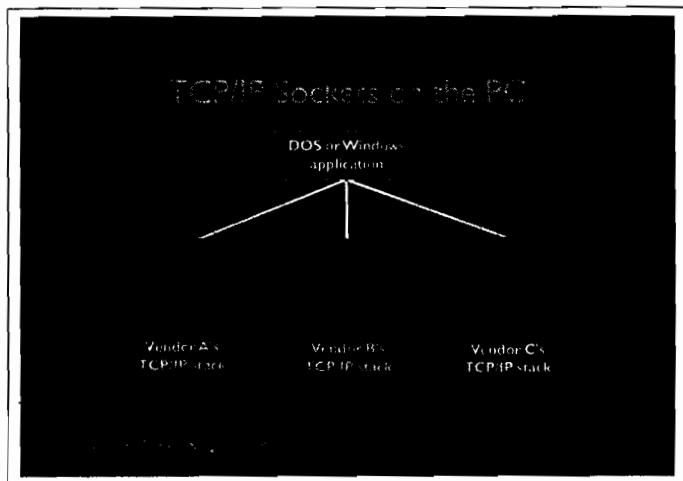 TCP/IP Sockets on the PC
DOS or Windows
application
Vendor A's
TCP/IP stack
Vendor B's
TCP/IP stack
Vendor C's
TCP/IP stack